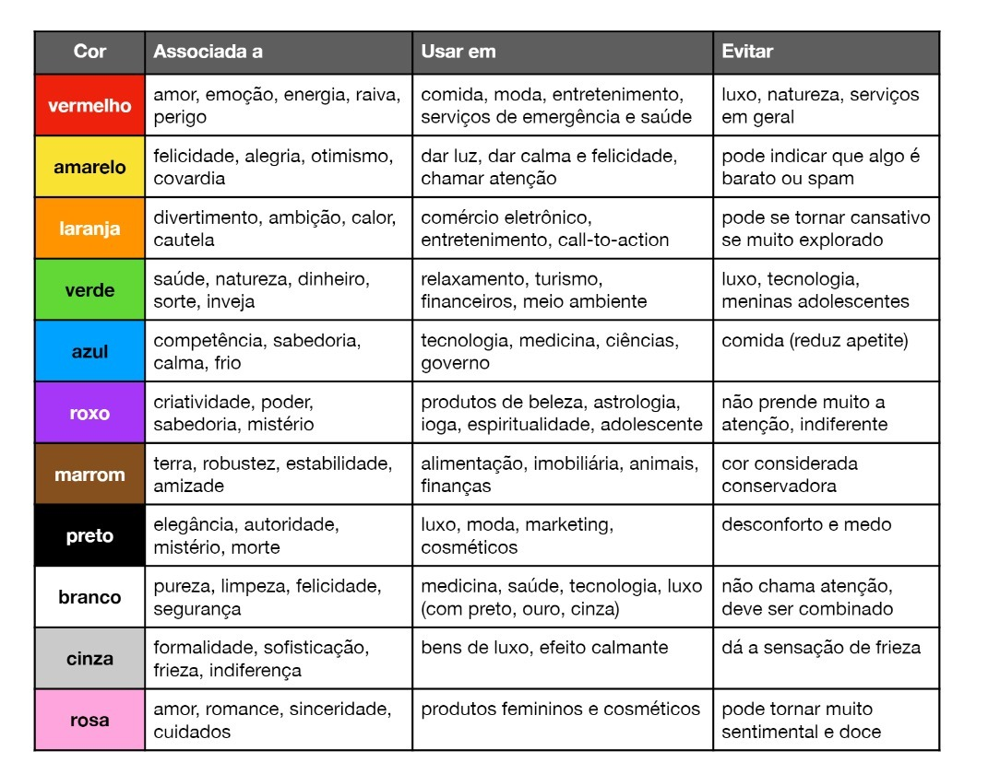 Cor Associada a Usar em Evitar
vermelho amor, emoção, energia, raiva, comida, moda, entretenimento, luxo, natureza, serviços
perigo serviços de emergência e saúde em geral
amarelo felicidade, alegria, otimismo, dar luz, dar calma e felicidade, pode indicar que algo é
covardia chamar atenção barato ou spam
laranja divertimento, ambição, calor, comércio eletrônico, pode se tornar cansativo
cautela entretenimento, call-to-action se muito explorado
verde saúde, natureza, dinheiro, relaxamento, turismo, luxo, tecnologia,
sorte, inveja financeiros, meio ambiente meninas adolescentes
azul competência, sabedoria, tecnologia, medicina, ciências, comida (reduz apetite)
calma, frio governo
roxo criatividade, poder, produtos de beleza, astrologia, não prende muito a
sabedoria, mistério ioga, espiritualidade, adolescente atenção, indiferente
marrom terra, robustez, estabilidade, alimentação, imobiliária, animais, cor considerada
amizade finanças conservadora
preto elegância, autoridade, luxo, moda, marketing, desconforto e medo
mistério, morte cosméticos
branco pureza, limpeza, felicidade, medicina, saúde, tecnologia, luxo não chama atenção,
segurança (com preto, ouro, cinza) deve ser combinado
cinza formalidade, sofisticação, bens de luxo, efeito calmante dá a sensação de frieza
frieza, indiferença
rosa amor, romance, sinceridade, produtos femininos e cosméticos pode tornar muito
cuidados sentimental e doce